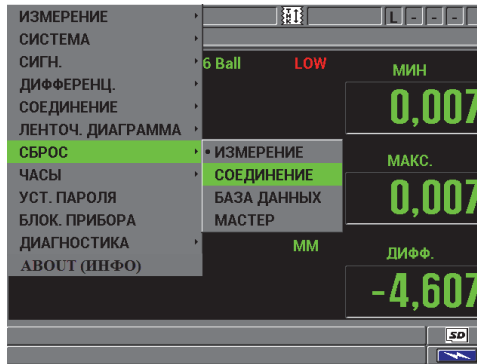 ИЗМЕРЕНИЕ
СИСТЕМА
СИГН.
ДИФФЕРЕНЦ.
СОЕДИНЕНИЕ
ЛЕНТОЧ. ДИАГРАММА
СБРОС
ЧАСЫ
УСТ. ПАРОЛЯ
БЛОК. ПРИБОРА
ДИАГНОСТИКА
ABOUT (ИНФО)
ИЗМЕРЕНИЕ
СОЕДИНЕНИЕ
БАЗА ДАННЫХ
МАСТЕР
L - - -
6 Ball LOW
МИН
0,007
МАКС.
0,007
ММ
ДИФФ.
-4,607
SD